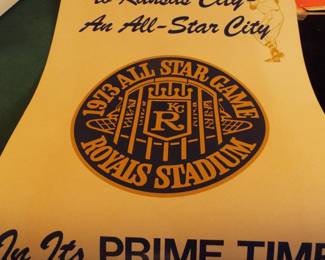 to Kansas City-
An All-Star City
1973 ALL STAR GAME
KC
R
ROYALS STADIUM
In Its PRIME TIME